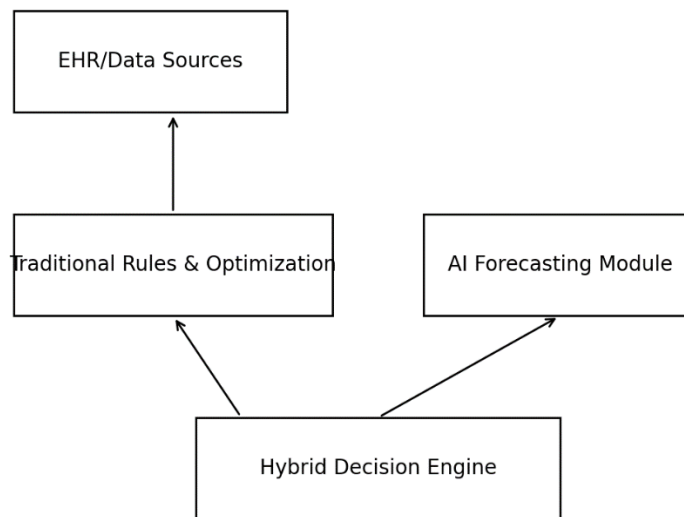 EHR/Data Sources
Traditional Rules & Optimization
AI Forecasting Module
Hybrid Decision Engine